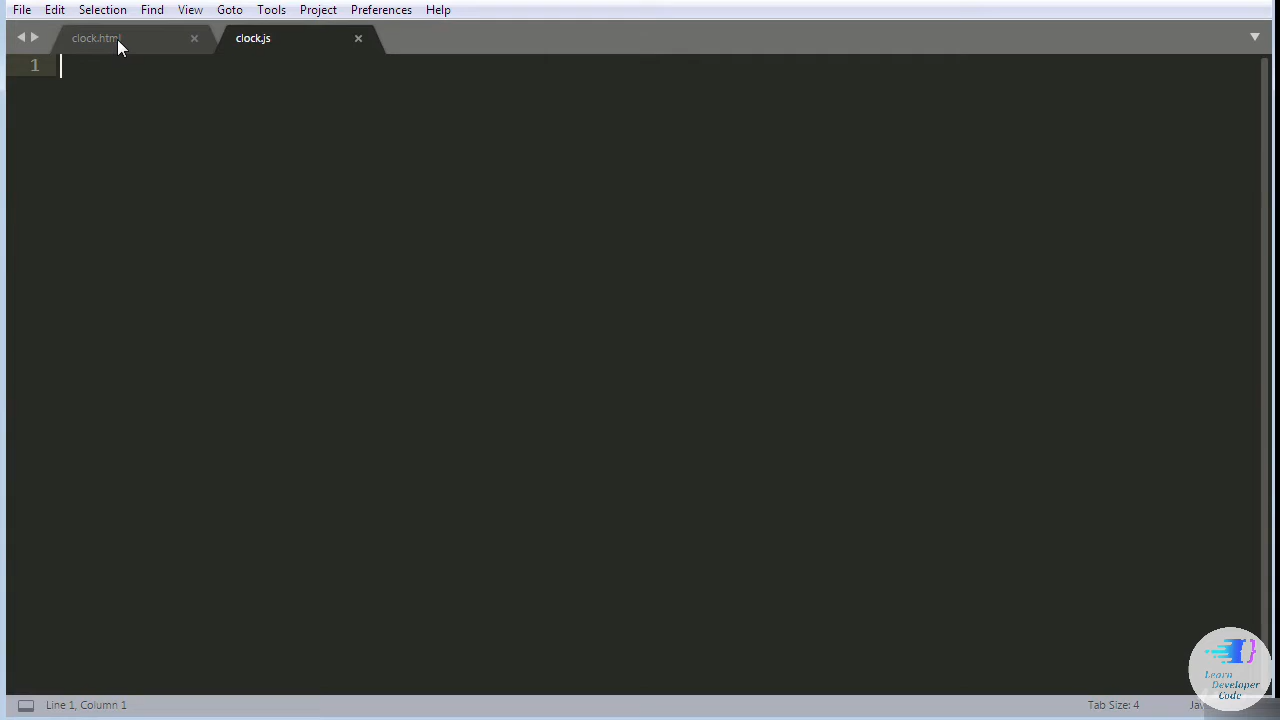 File Edit Selection Find View Goto Tools Project Preferences Help
clock.html clock.js
1
Line 1, Column 1 Tab Size: 4
Learn
Developer
Code